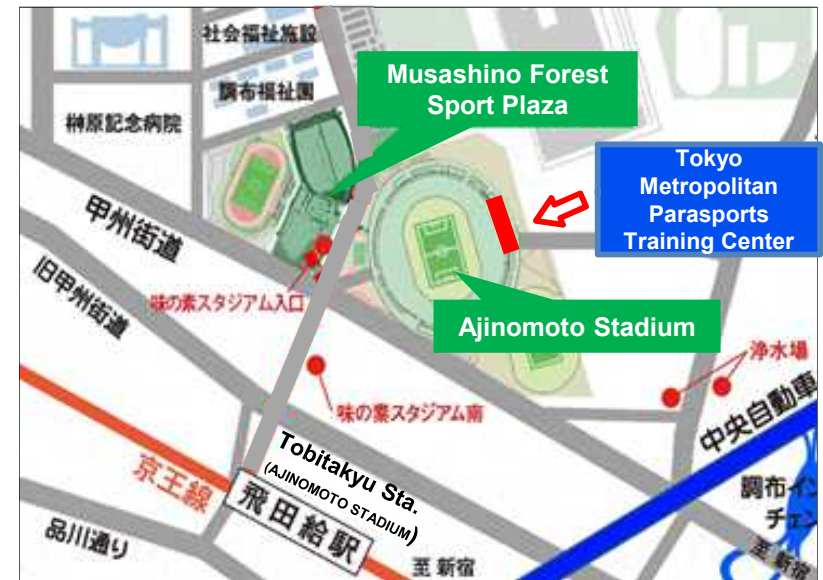 社会福祉施設
調布福祉園
榊原記念病院
Musashino Forest
Sport Plaza
Tokyo
Metropolitan
Parasports
Training Center
甲州街道
旧甲州街道
味の素スタジアム入口
Ajinomoto Stadium
浄水場
味の素スタジアム南
中央自動車
Tobitakyu Sta.
(AJINOMOTO STADIUM)
京王線
飛田給駅
調布イン
チェン
品川通り
至 新宿
至 新宿